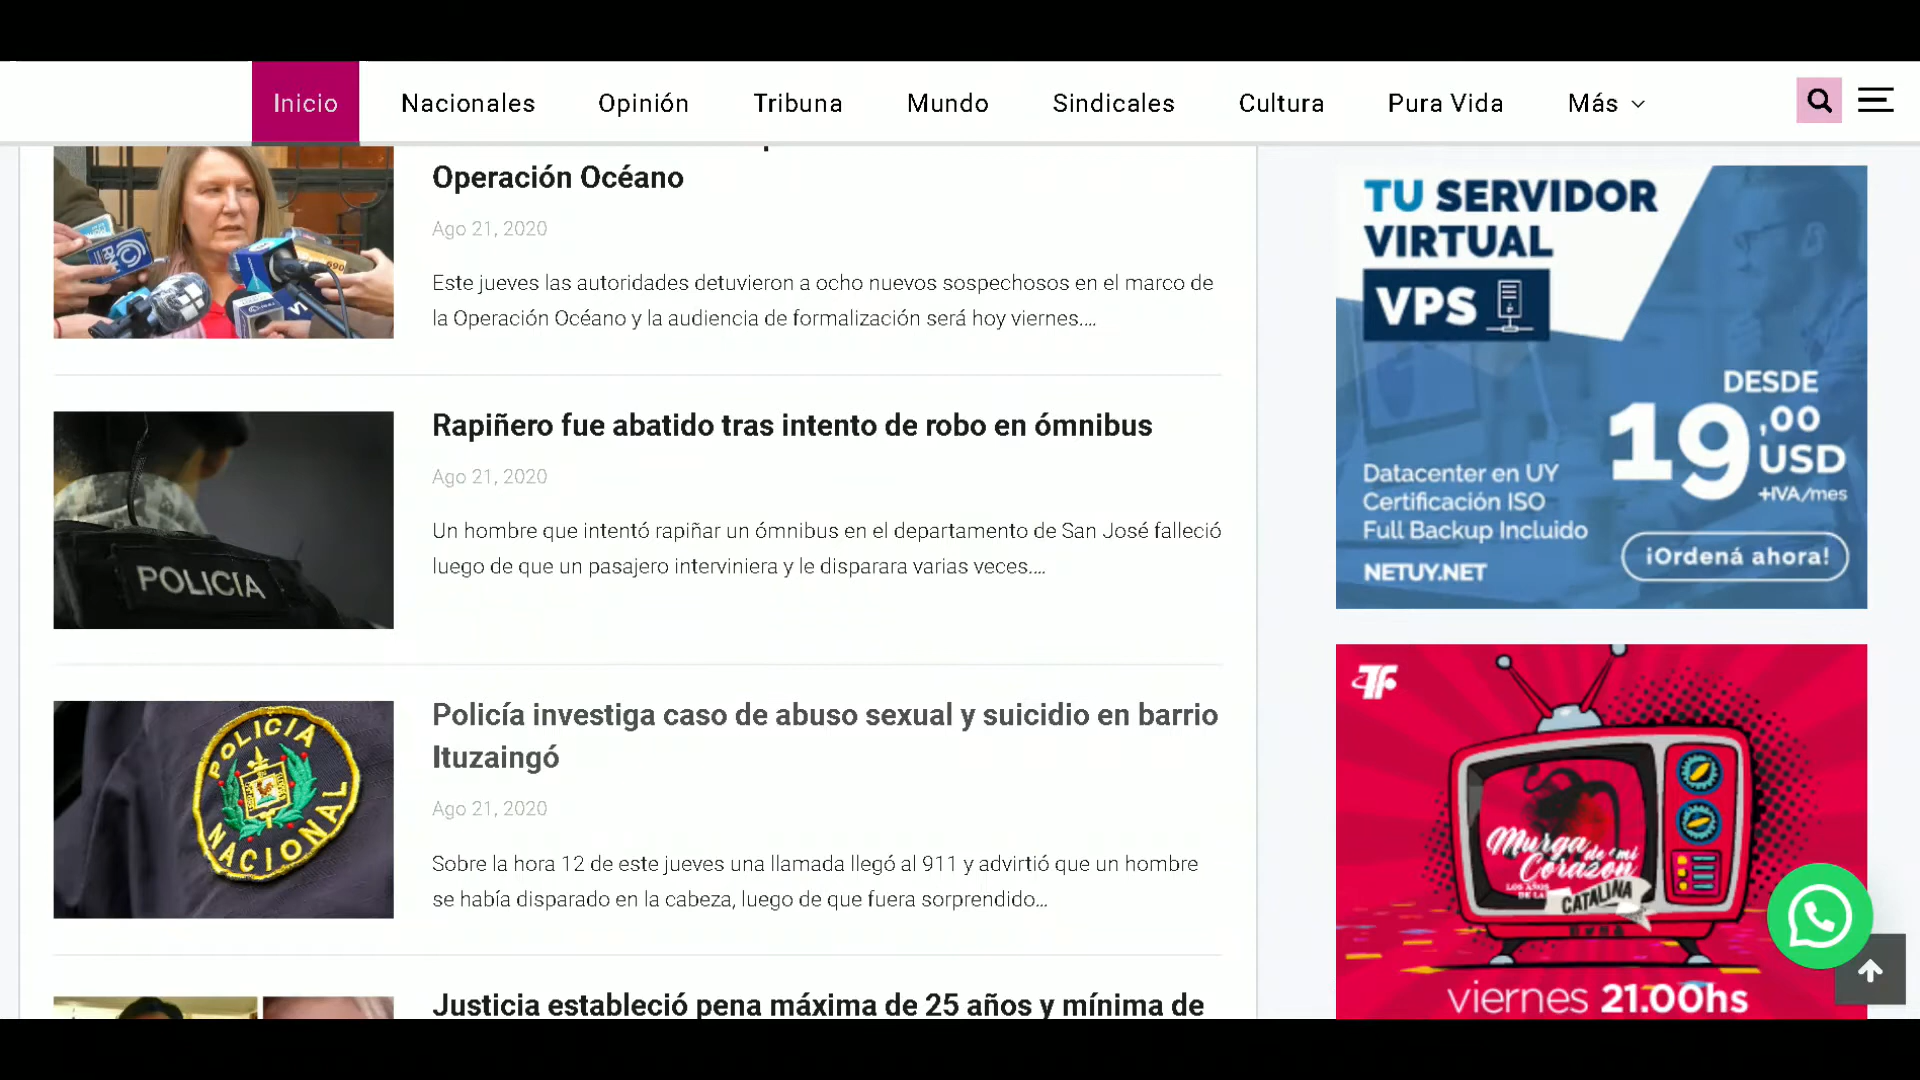 Inicio
Nacionales
Opinión
Tribuna
Mundo
Sindicales
Cultura
Pura Vida
Más
Operación Océano
Ago 21, 2020
Este jueves las autoridades detuvieron a ocho nuevos sospechosos en el marco de
la Operación Océano y la audiencia de formalización será hoy viernes....
690
Rapiñero fue abatido tras intento de robo en ómnibus
Ago 21, 2020
Un hombre que intentó rapiñar un ómnibus en el departamento de San José falleció
luego de que un pasajero interviniera y le disparara varias veces....
POLICIA
Policía investiga caso de abuso sexual y suicidio en barrio
Ituzaingó
Ago 21, 2020
Sobre la hora 12 de este jueves una llamada llegó al 911 y advirtió que un hombre
se había disparado en la cabeza, luego de que fuera sorprendido...
POLICIA
NACIONAL
Justicia estableció pena máxima de 25 años y mínima de
TU SERVIDOR
VIRTUAL
VPS
DESDE
19,00
USD
+IVA/mes
Datacenter en UY
Certificación ISO
Full Backup Incluido
¡Ordená ahora!
NETUY.NET
TF
Murga de mi
Corazón
LOS AÑOS
DE LA
CATALINA
viernes 21.00hs